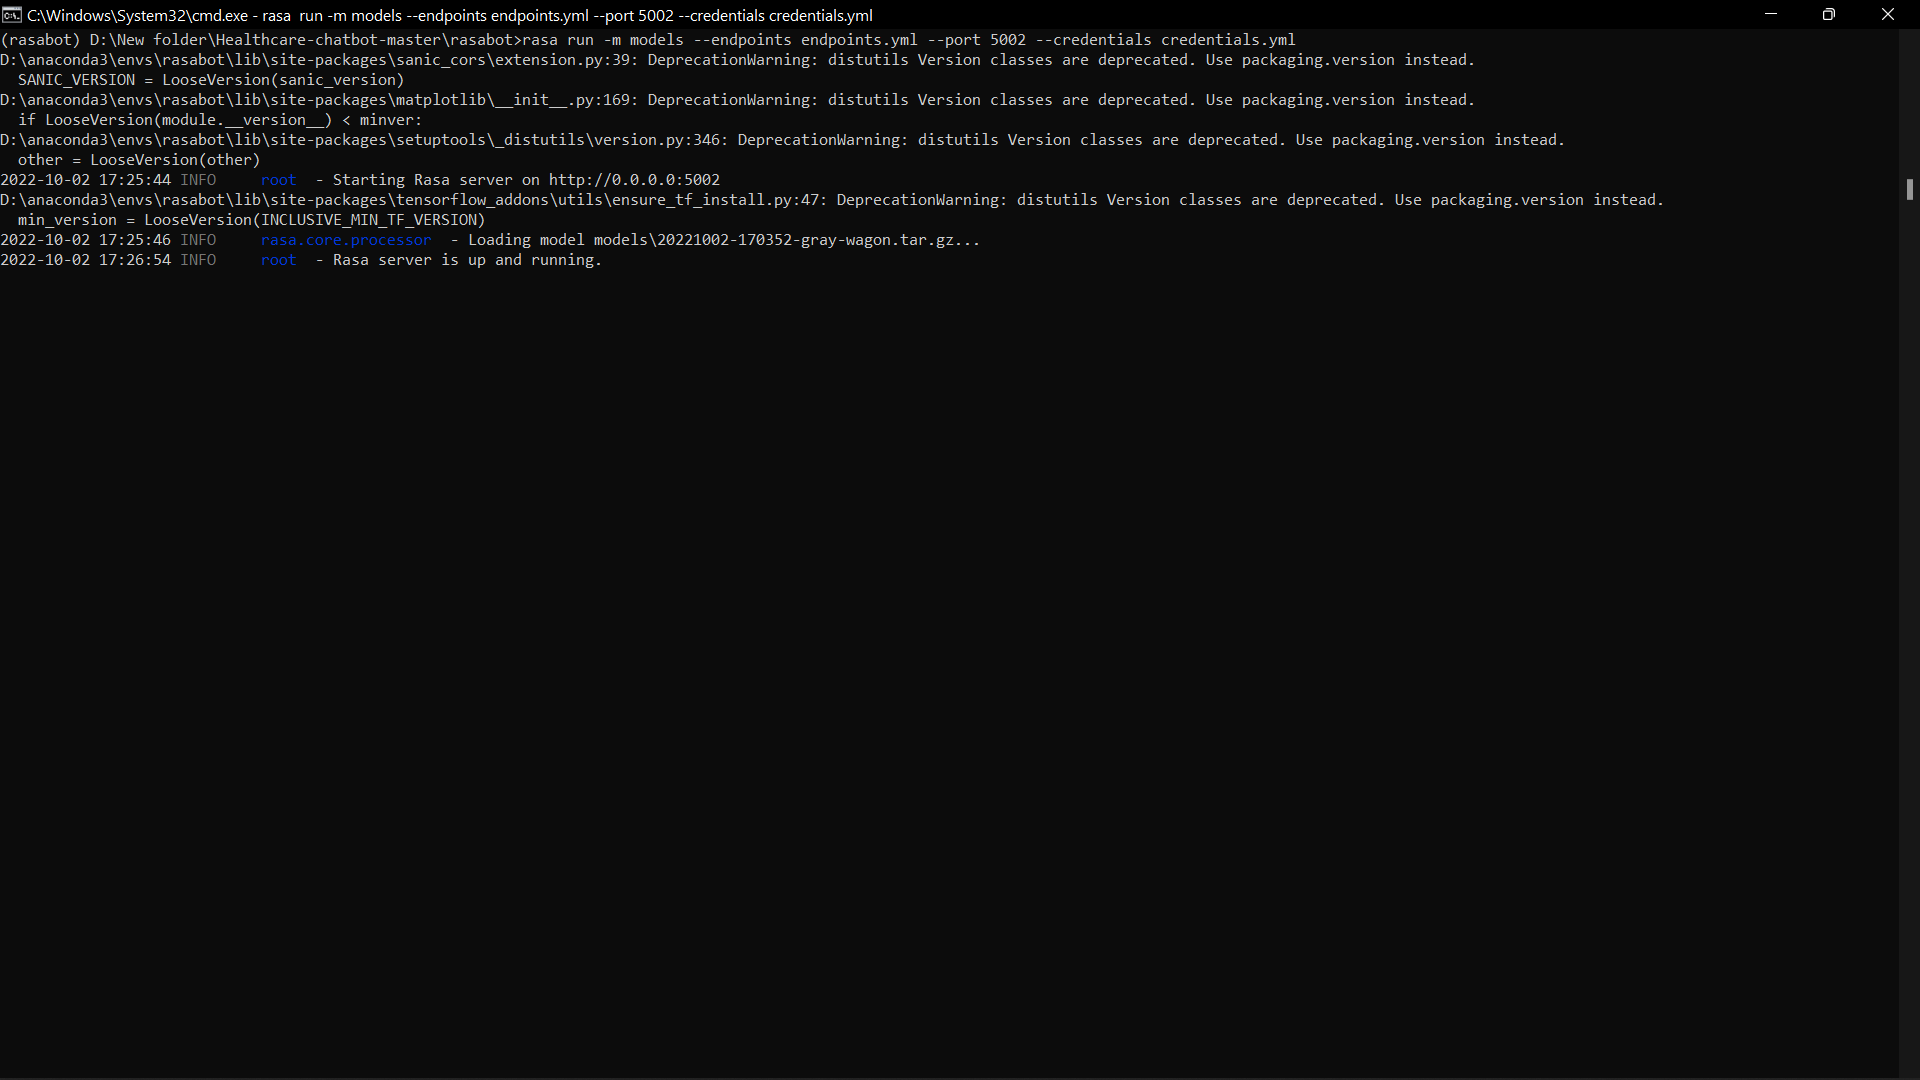 C:\Windows\System32\cmd.exe - rasa  run -m models --endpoints endpoints.yml --port 5002 --credentials credentials.yml
(rasabot) D:\New folder\Healthcare-chatbot-master\rasabot>rasa run -m models --endpoints endpoints.yml --port 5002 --credentials credentials.yml
D:\anaconda3\envs\rasabot\lib\site-packages\sanic_cors\extension.py:39: DeprecationWarning: distutils Version classes are deprecated. Use packaging.version instead.
  SANIC_VERSION = LooseVersion(sanic_version)
D:\anaconda3\envs\rasabot\lib\site-packages\matplotlib\__init__.py:169: DeprecationWarning: distutils Version classes are deprecated. Use packaging.version instead.
  if LooseVersion(module.__version__) < minver:
D:\anaconda3\envs\rasabot\lib\site-packages\setuptools\_distutils\version.py:346: DeprecationWarning: distutils Version classes are deprecated. Use packaging.version instead.
  other = LooseVersion(other)
2022-10-02 17:25:44 INFO     root  - Starting Rasa server on http://0.0.0.0:5002
D:\anaconda3\envs\rasabot\lib\site-packages\tensorflow_addons\utils\ensure_tf_install.py:47: DeprecationWarning: distutils Version classes are deprecated. Use packaging.version instead.
  min_version = LooseVersion(INCLUSIVE_MIN_TF_VERSION)
2022-10-02 17:25:46 INFO     rasa.core.processor  - Loading model models\20221002-170352-gray-wagon.tar.gz...
2022-10-02 17:26:54 INFO     root  - Rasa server is up and running.